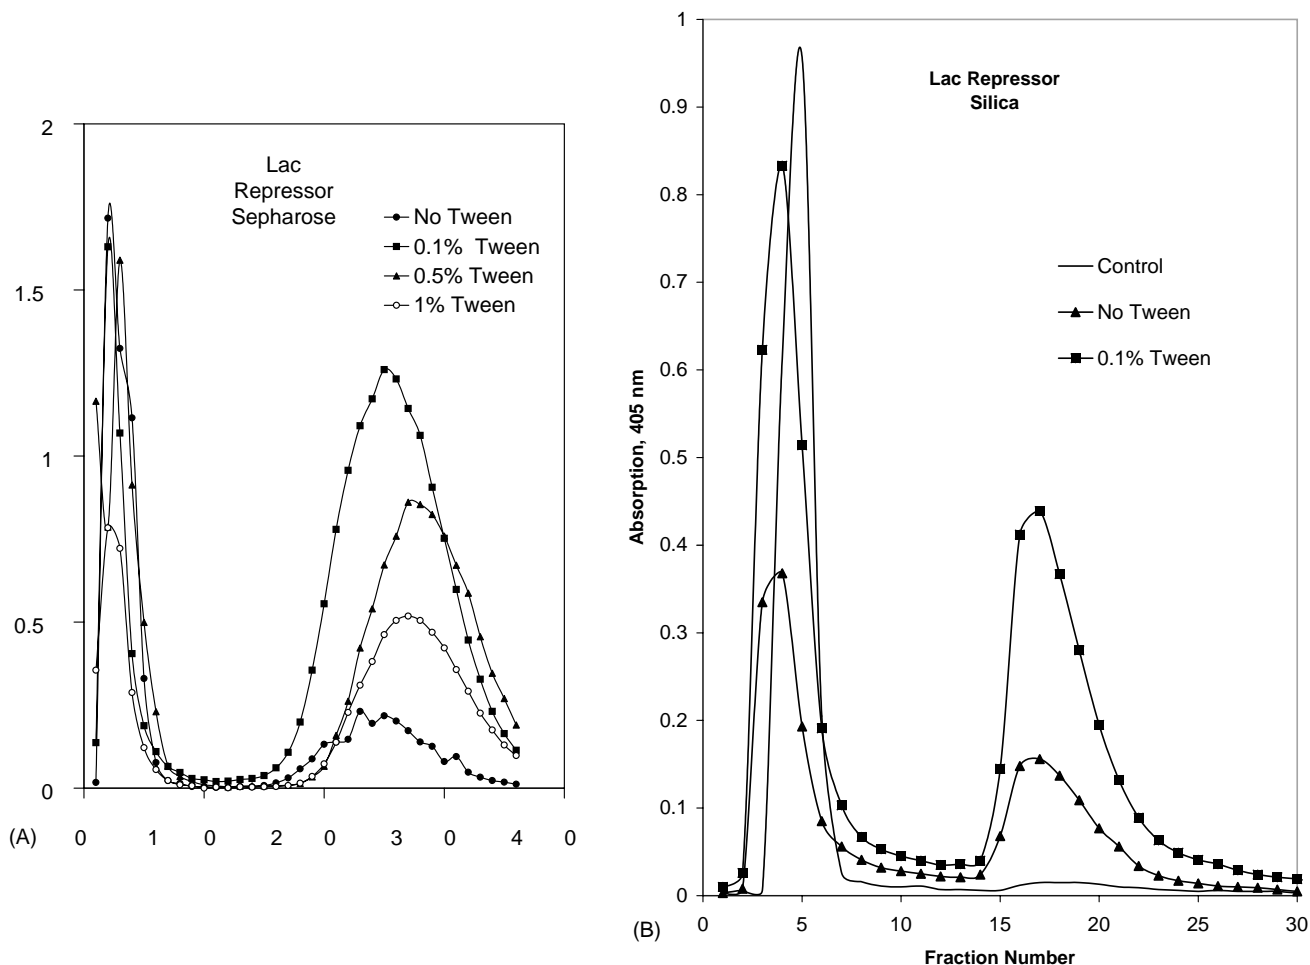 2
1.5
1
0.5
0
0 1 0 2 0 3 0 4 0
(A)
Lac
Repressor
Sepharose
No Tween
0.1% Tween
0.5% Tween
1% Tween
1
0.9
0.8
0.7
0.6
0.5
0.4
0.3
0.2
0.1
0
0 5 10 15 20 25 30
Absorption, 405 nm
Fraction Number
(B)
Lac Repressor
Silica
Control
No Tween
0.1% Tween